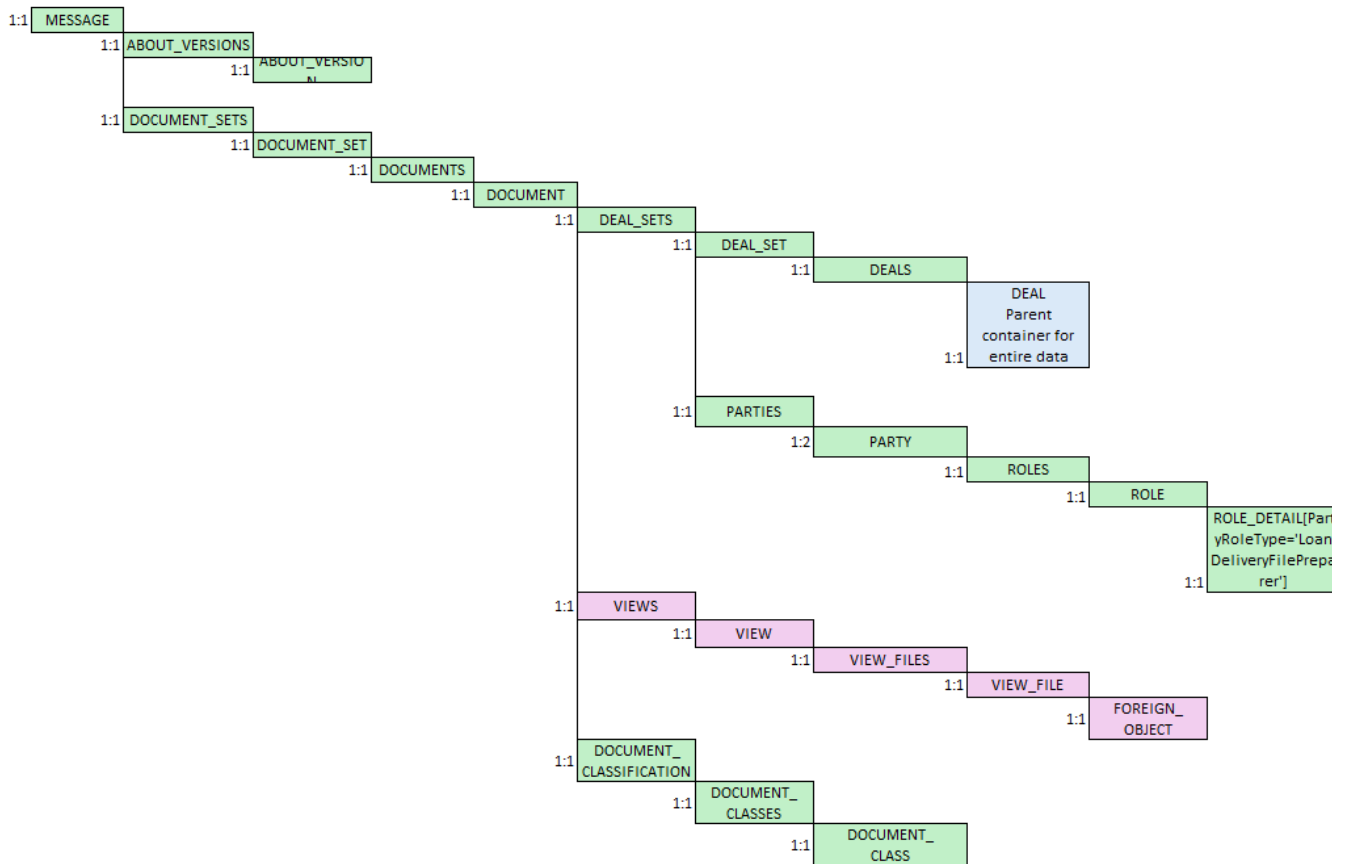 1:1 MESSAGE
1:1 ABOUT_VERSIONS
1:1 ABOUT_VERSIO
N
1:1 DOCUMENT_SETS
1:1 DOCUMENT_SET
1:1 DOCUMENTS
1:1 DOCUMENT
1:1 DEAL_SETS
1:1 DEAL_SET
1:1 DEALS
DEAL
Parent
container for
1:1 entire data
1:1 PARTIES
1:2 PARTY
1:1 ROLES
1:1 ROLE
ROLE_DETAIL[Part
yRoleType='Loan
DeliveryFilePrepa
1:1 rer']
1:1 VIEWS
1:1 VIEW
1:1 VIEW_FILES
1:1 VIEW_FILE
FOREIGN_
1:1 OBJECT
DOCUMENT_
1:1 CLASSIFICATION
DOCUMENT_
1:1 CLASSES
DOCUMENT_
1:1 CLASS